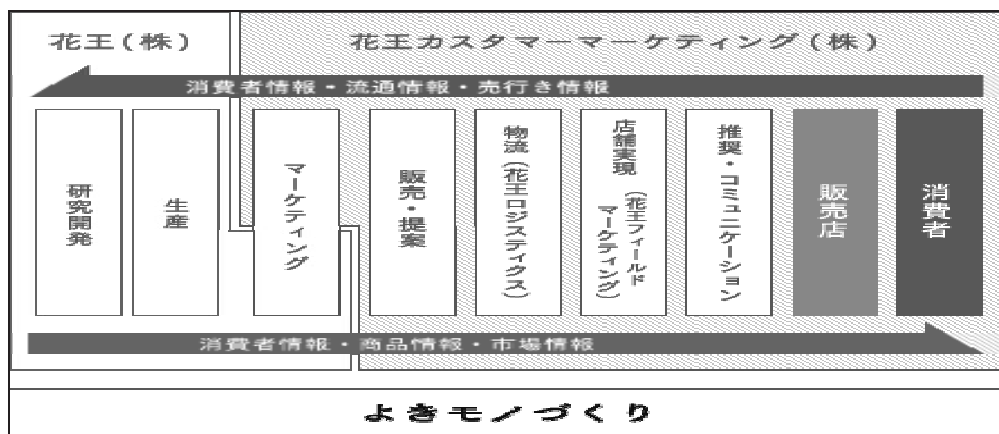 花王(株)
花王カスタマーマーケティング(株)
消費者情報・流通情報・売行き情報
研究開発
生産
マーケティング
販売・提案
物流(花王ロジスティクス)
店舗実現
(花王フィールド
マーケティング)
推奨・コミュニケーション
販売店
消費者
消費者情報・商品情報・市場情報
よきモノづくり